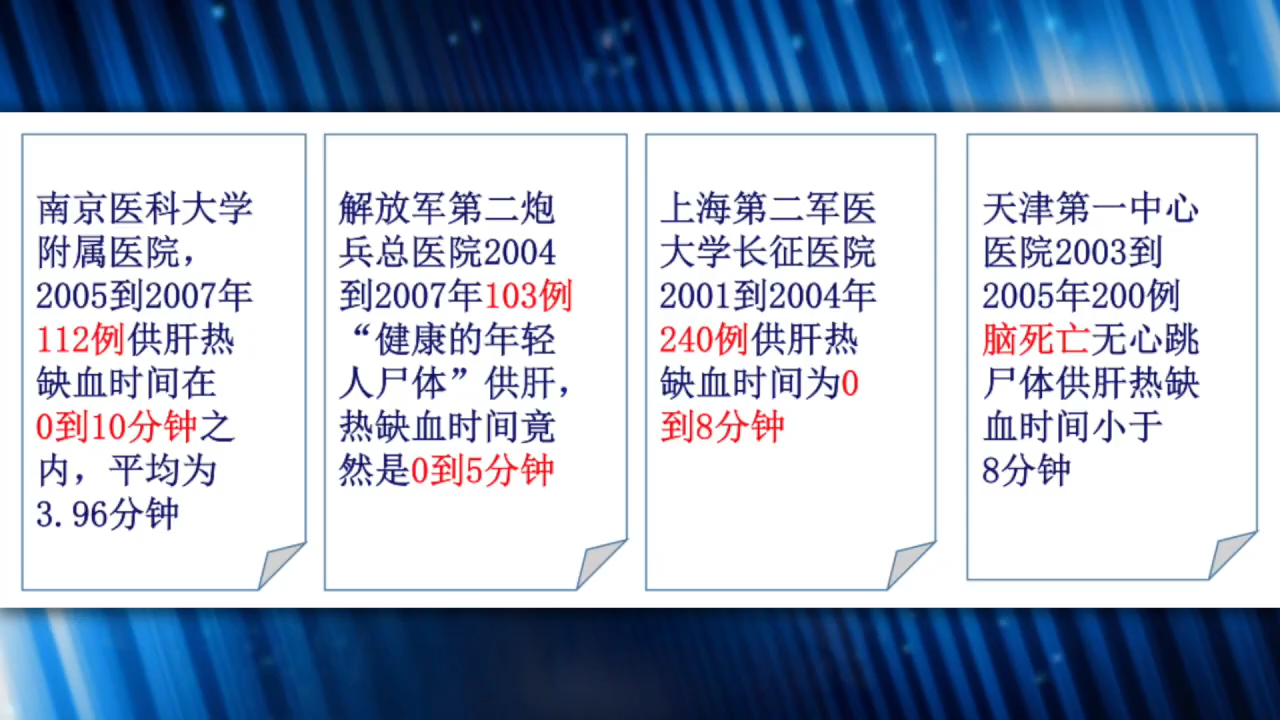 南京医科大学
附属医院，
2005到2007年
112例供肝热
缺血时间在
0到10分钟之
内，平均为
3.96分钟
解放军第二炮
兵总医院2004
到2007年103例
“健康的年轻
人尸体”供肝，
热缺血时间竟
然是0到5分钟
上海第二军医
大学长征医院
2001到2004年
240例供肝热
缺血时间为0
到8分钟
天津第一中心
医院2003到
2005年200例
脑死亡无心跳
尸体供肝热缺
血时间小于
8分钟